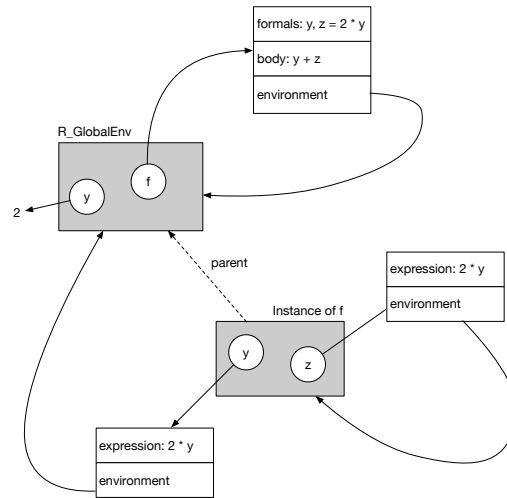 formals: y, z = 2 * y
body: y + z
environment
R_GlobalEnv
f
y
2
parent
expression: 2 * y
environment
Instance of f
y
z
expression: 2 * y
environment